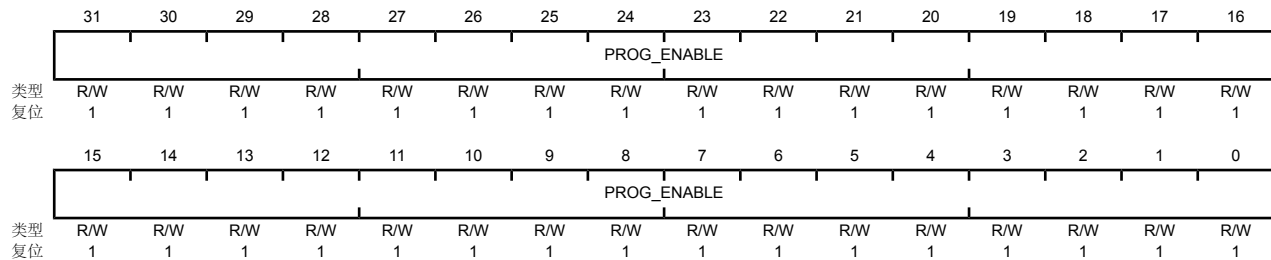 31 30 29 28 27 26 25 24 23 22 21 20 19 18 17 16
PROG_ENABLE
类型 R/W R/W R/W R/W R/W R/W R/W R/W R/W R/W R/W R/W R/W R/W R/W R/W
复位 1 1 1 1 1 1 1 1 1 1 1 1 1 1 1 1
15 14 13 12 11 10 9 8 7 6 5 4 3 2 1 0
PROG_ENABLE
类型 R/W R/W R/W R/W R/W R/W R/W R/W R/W R/W R/W R/W R/W R/W R/W R/W
复位 1 1 1 1 1 1 1 1 1 1 1 1 1 1 1 1